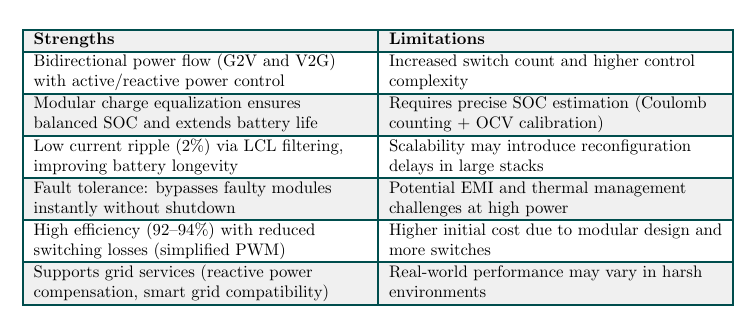 Strengths
Limitations
Bidirectional power flow (G2V and V2G)
with active/reactive power control
Increased switch count and higher control
complexity
Modular charge equalization ensures
balanced SOC and extends battery life
Requires precise SOC estimation (Coulomb
counting + OCV calibration)
Low current ripple (2%) via LCL filtering,
improving battery longevity
Scalability may introduce reconfiguration
delays in large stacks
Fault tolerance: bypasses faulty modules
instantly without shutdown
Potential EMI and thermal management
challenges at high power
High efficiency (92–94%) with reduced
switching losses (simplified PWM)
Higher initial cost due to modular design and
more switches
Supports grid services (reactive power
compensation, smart grid compatibility)
Real-world performance may vary in harsh
environments